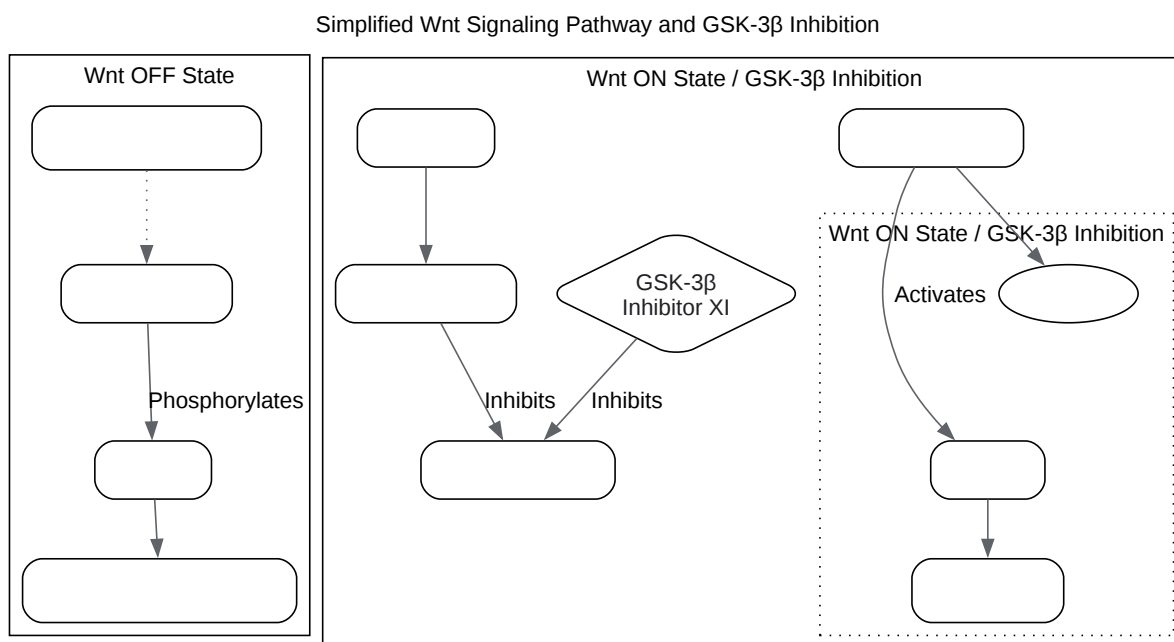 Simplified Wnt Signaling Pathway and GSK-3β Inhibition
Wnt OFF State
Phosphorylates
Wnt ON State / GSK-3β Inhibition
GSK-3β
Inhibitor XI
Inhibits
Inhibits
Wnt ON State / GSK-3β Inhibition
Activates